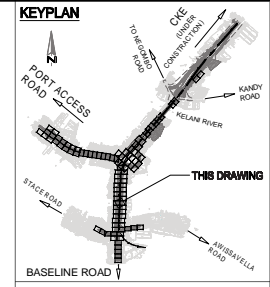 KEYPLAN
N
CKE
(UNDER
CONSTRACTION)
TO NEGOMBO
ROAD
KANDY
ROAD
PORT ACCESS
ROAD
KELANI RIVER
THIS DRAWING
STACE ROAD
AWISSAVELLA
ROAD
BASELINE ROAD